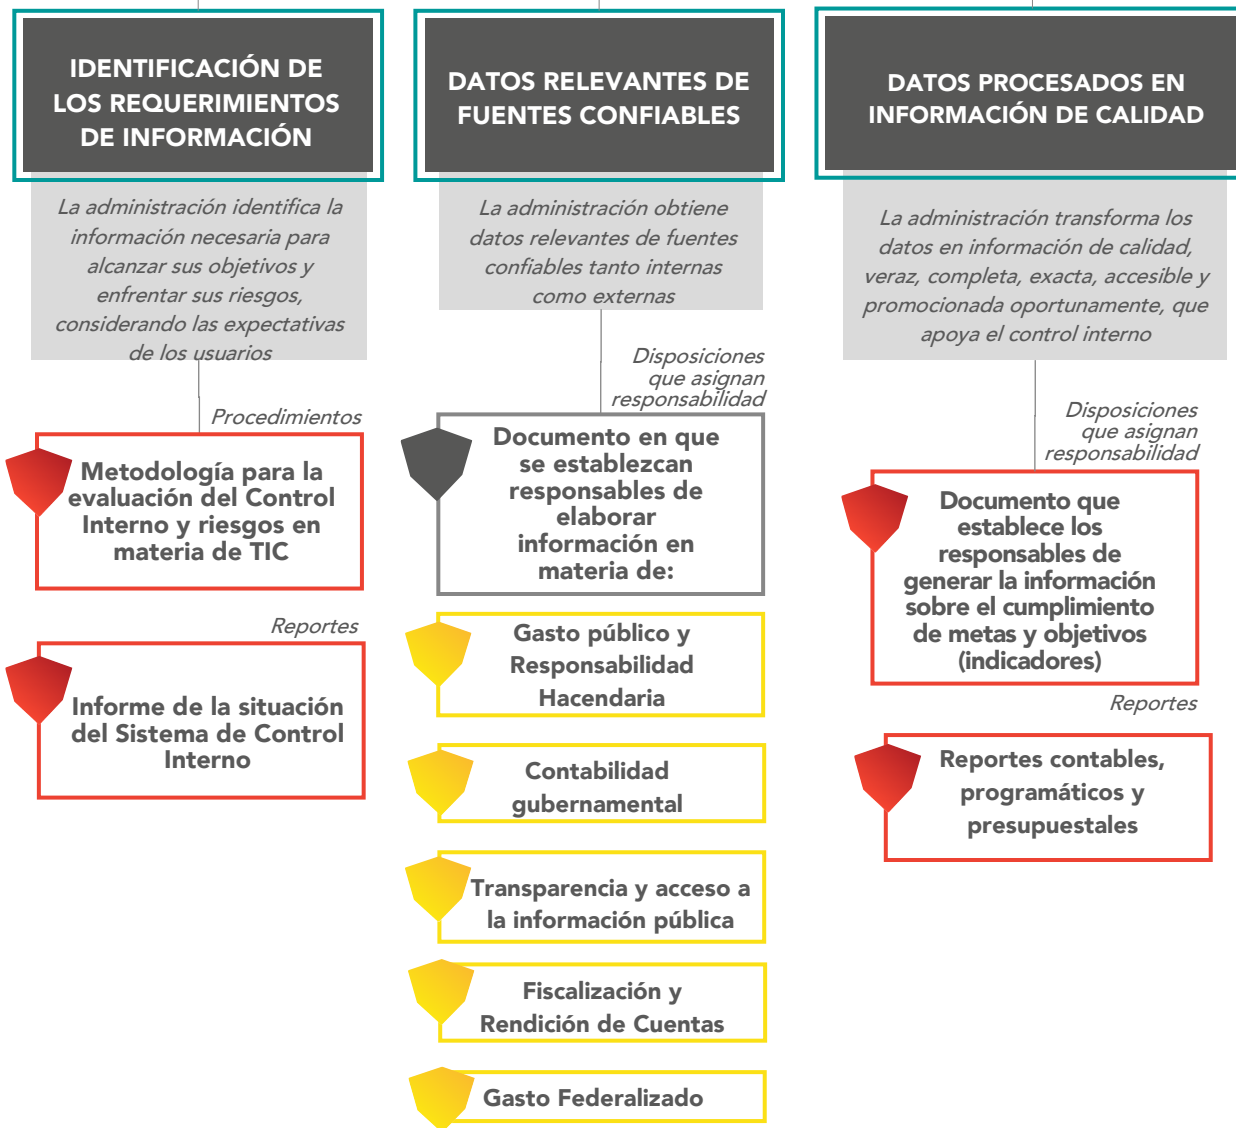 IDENTIFICACIÓN DE
LOS REQUERIMIENTOS
DE INFORMACIÓN
La administración identifica la
información necesaria para
alcanzar sus objetivos y
enfrentar sus riesgos,
considerando las expectativas
de los usuarios
Procedimientos
Metodología para la
evaluación del Control
Interno y riesgos en
materia de TIC
Reportes
Informe de la situación
del Sistema de Control
Interno
DATOS RELEVANTES DE
FUENTES CONFIABLES
La administración obtiene
datos relevantes de fuentes
confiables tanto internas
como externas
Disposiciones
que asignan
responsabilidad
Documento en que
se establezcan
responsables de
elaborar
información en
materia de:
Gasto público y
Responsabilidad
Hacendaria
Contabilidad
gubernamental
Transparencia y acceso a
la información pública
Fiscalización y
Rendición de Cuentas
Gasto Federalizado
DATOS PROCESADOS EN
INFORMACIÓN DE CALIDAD
La administración transforma los
datos en información de calidad,
veraz, completa, exacta, accesible y
promocionada oportunamente, que
apoya el control interno
Disposiciones
que asignan
responsabilidad
Documento que
establece los
responsables de
generar la información
sobre el cumplimiento
de metas y objetivos
(indicadores)
Reportes
Reportes contables,
programáticos y
presupuestales